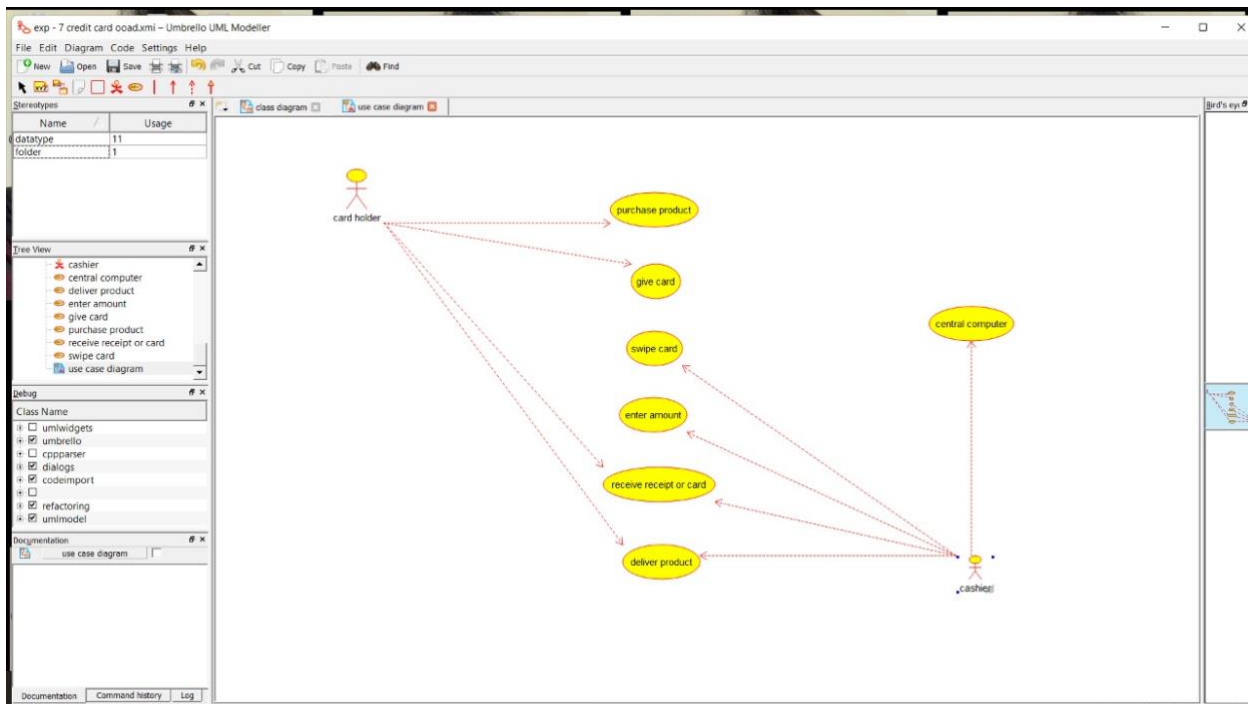 exp - 7 credit card ooad.xmi – Umbrello UML Modeller
File Edit Diagram Code Settings Help
New Open Save Cut Copy Paste Find
Stereotypes
Name Usage
datatype 11
folder 1
Tree View
cashier
central computer
deliver product
enter amount
give card
purchase product
receive receipt or card
swipe card
use case diagram
Debug
Class Name
umlwidgets
umbrello
cppparser
dialogs
codeimport
refactoring
umlmodel
Documentation
use case diagram
Documentation Command history Log
class diagram use case diagram
card holder
purchase product
give card
swipe card
enter amount
receive receipt or card
deliver product
central computer
cashier
Bird's ey